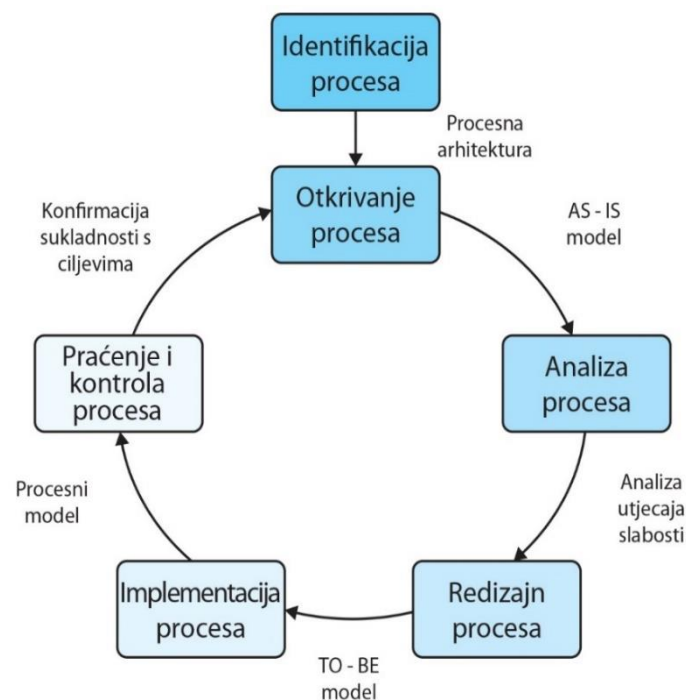 Identifikacija
procesa
Procesna
arhitektura
Otkrivanje
procesa
AS - IS
model
Analiza
procesa
Analiza
utjecaja
slabosti
Redizajn
procesa
TO - BE
model
Implementacija
procesa
Procesni
model
Praćenje i
kontrola
procesa
Konfirmacija
sukladnosti s
ciljevima